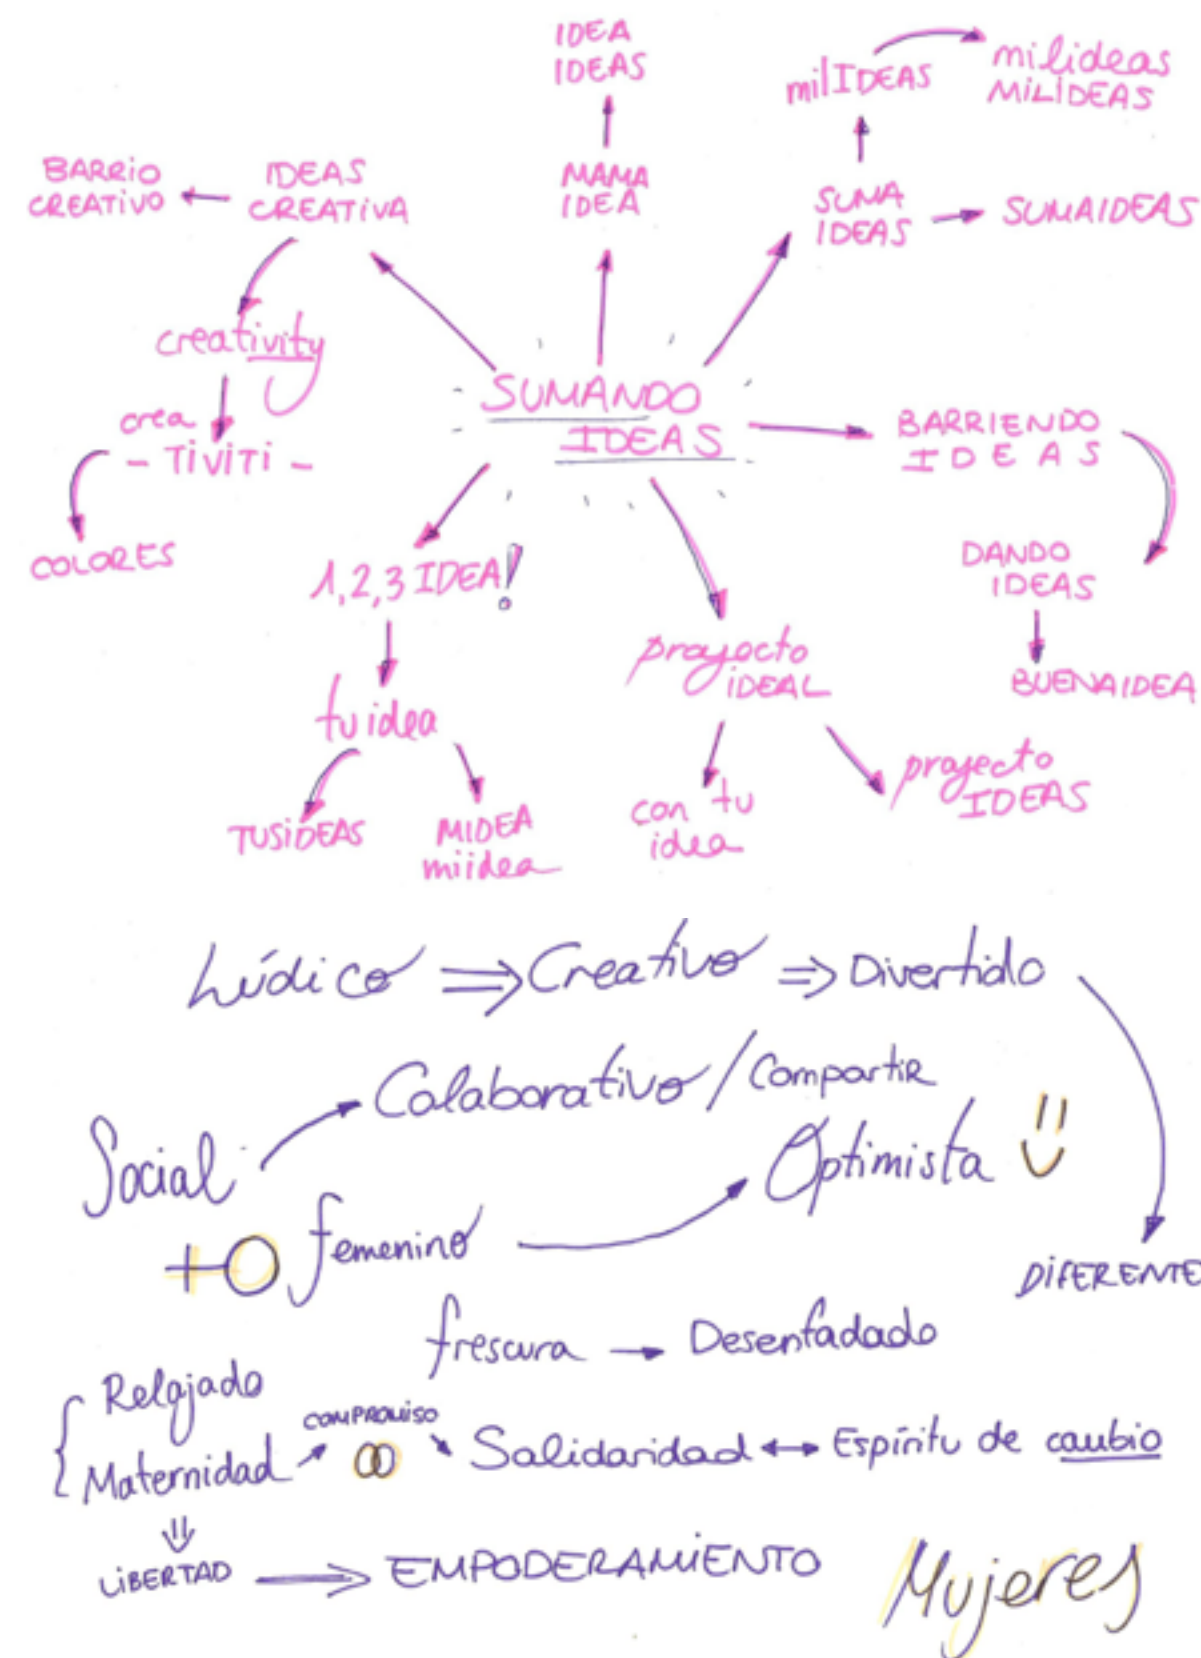 IDEA
IDEAS
milIDEAS
milideas
MILIDEAS
BARRIO
CREATIVO
IDEAS
CREATIVA
MAMA
IDEA
SUMA
IDEAS
SUMAIDEAS
creativity
crea
- TIVITI -
COLORES
SUMANDO
IDEAS
BARRIENDO
IDEAS
DANDO
IDEAS
BUENAIDEA
1,2,3 IDEA!
tu idea
TUSIDEAS
MIDEA
miidea
proyecto
IDEAL
con tu
idea
proyecto
IDEAS
Lúdico ⇒ Creativo ⇒ Divertido
Colaborativo / Compartir
Social
Optimista
femenino
DIFERENTE
frescura → Desenfadado
Relajado
Maternidad
COMPROMISO
Solidaridad ↔ Espíritu de cambio
LIBERTAD ⇒ EMPODERAMIENTO
Mujeres